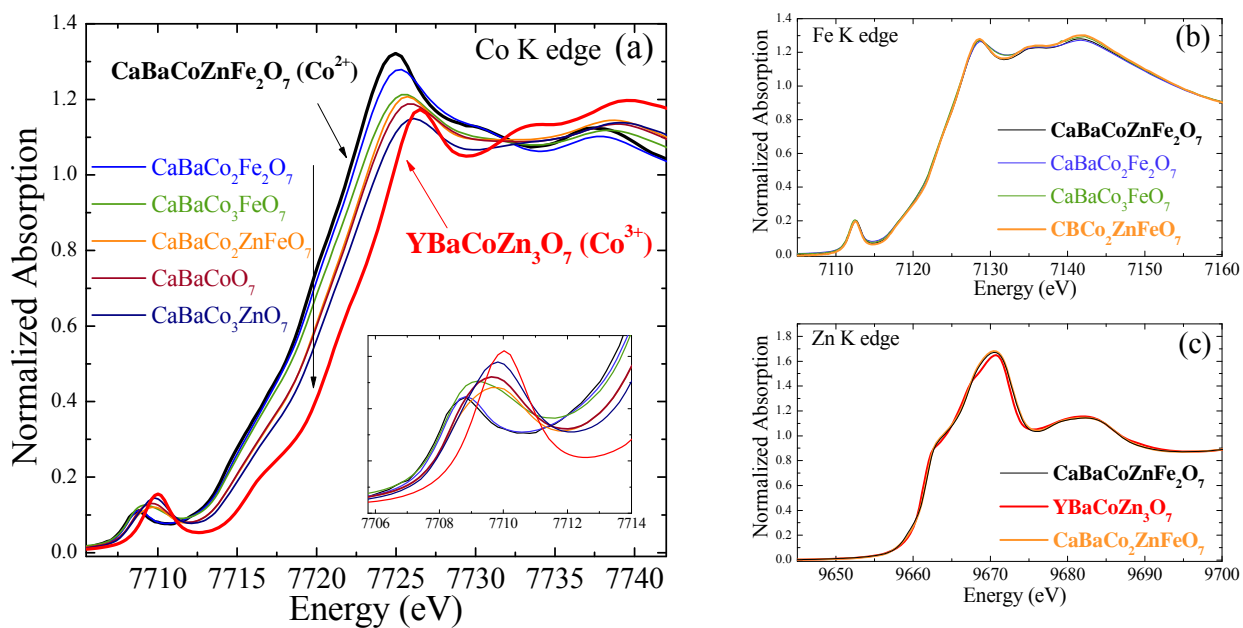 (a)
Co K edge
CaBaCoZnFe₂O₇ (Co²⁺)
CaBaCo₂Fe₂O₇
CaBaCo₃FeO₇
CaBaCo₂ZnFeO₇
CaBaCoO₇
CaBaCo₃ZnO₇
YBaCoZn₃O₇ (Co³⁺)
Normalized Absorption
1.4
1.2
1.0
0.8
0.6
0.4
0.2
0.0
7706 7708 7710 7712 7714
7710 7715 7720 7725 7730 7735 7740
Energy (eV)
Fe K edge
(b)
CaBaCoZnFe₂O₇
CaBaCo₂Fe₂O₇
CaBaCo₃FeO₇
CBCo₂ZnFeO₇
Normalized Absorption
1.4
1.2
1.0
0.8
0.6
0.4
0.2
0.0
7110 7120 7130 7140 7150 7160
Energy (eV)
Zn K edge
(c)
CaBaCoZnFe₂O₇
YBaCoZn₃O₇
CaBaCo₂ZnFeO₇
Normalized Absorption
1.8
1.6
1.4
1.2
1.0
0.8
0.6
0.4
0.2
0.0
9650 9660 9670 9680 9690 9700
Energy (eV)